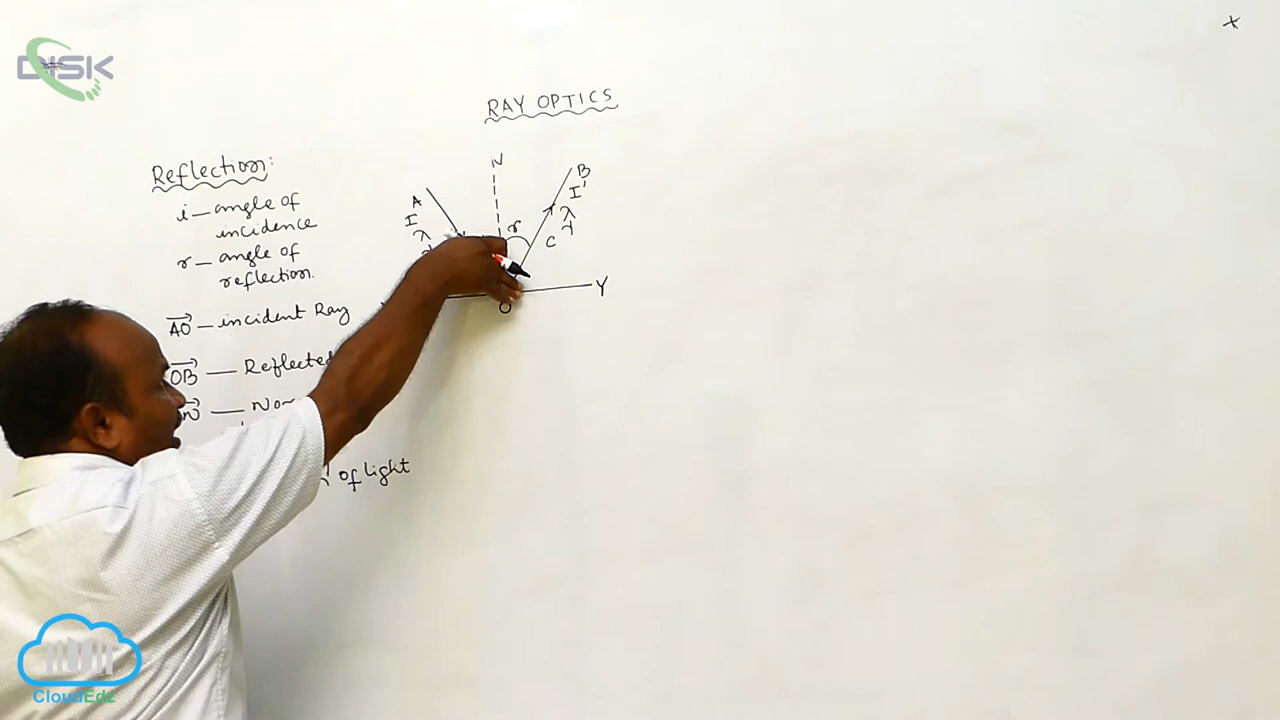 DISK
RAY OPTICS
Reflection:
i — angle of
incidence
r — angle of
reflection.
AO — incident Ray
OB — Reflected
of light
N
A
I
λ
r
B
I'
λ
γ
C
Y
O
CloudEdz